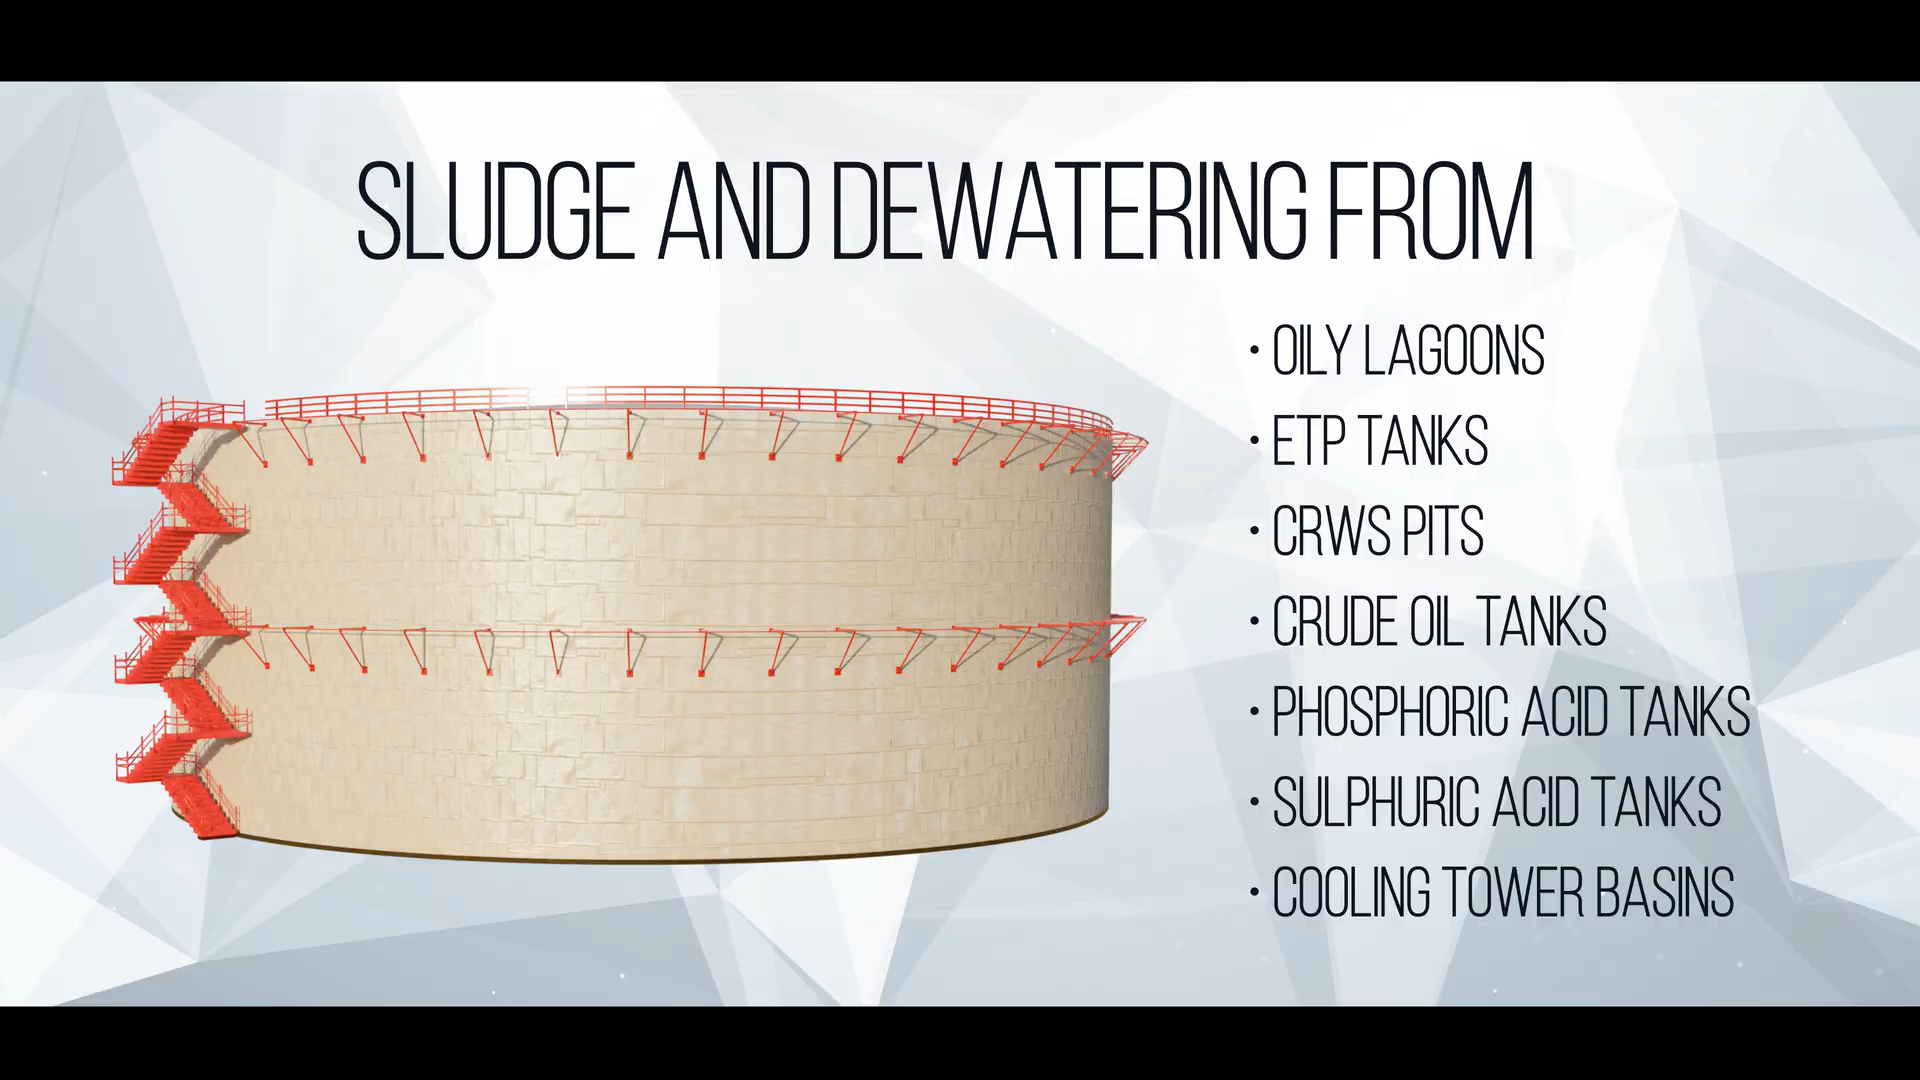 SLUDGE AND DEWATERING FROM
• OILY LAGOONS
• ETP TANKS
• CRWS PITS
• CRUDE OIL TANKS
• PHOSPHORIC ACID TANKS
• SULPHURIC ACID TANKS
• COOLING TOWER BASINS